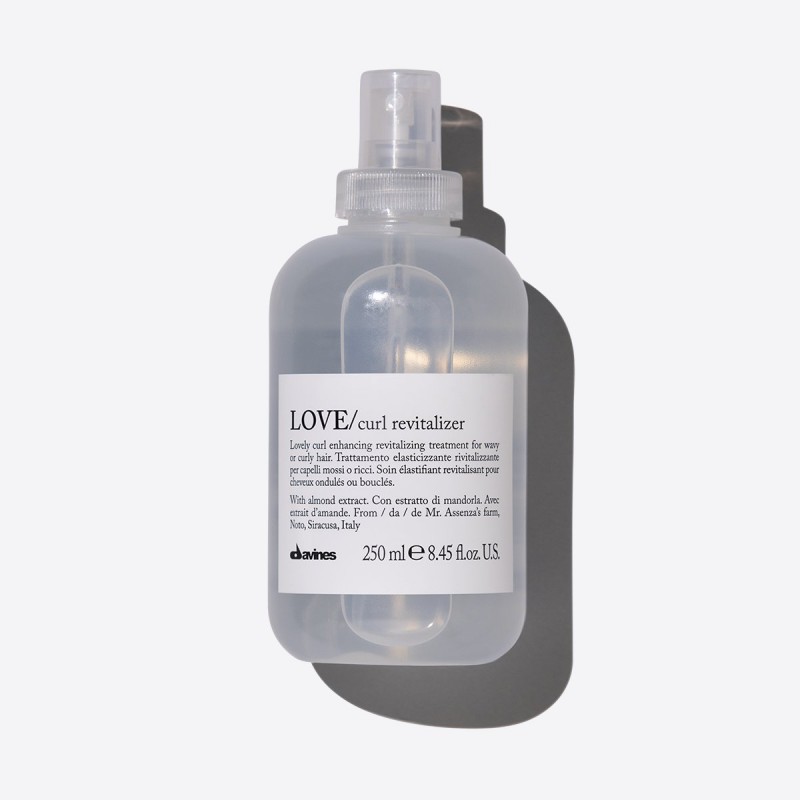 LOVE/curl revitalizer
Lovely curl enhancing revitalizing treatment for wavy
or curly hair. Trattamento elasticizzante rivitalizzante
per capelli mossi o ricci. Soin élastifiant revitalisant pour
cheveux ondulés ou bouclés.
With almond extract. Con estratto di mandorla. Avec
extrait d'amande. From / da / de Mr. Assenza's farm,
Noto, Siracusa, Italy
davines 250 ml ℮ 8.45 fl.oz. U.S.